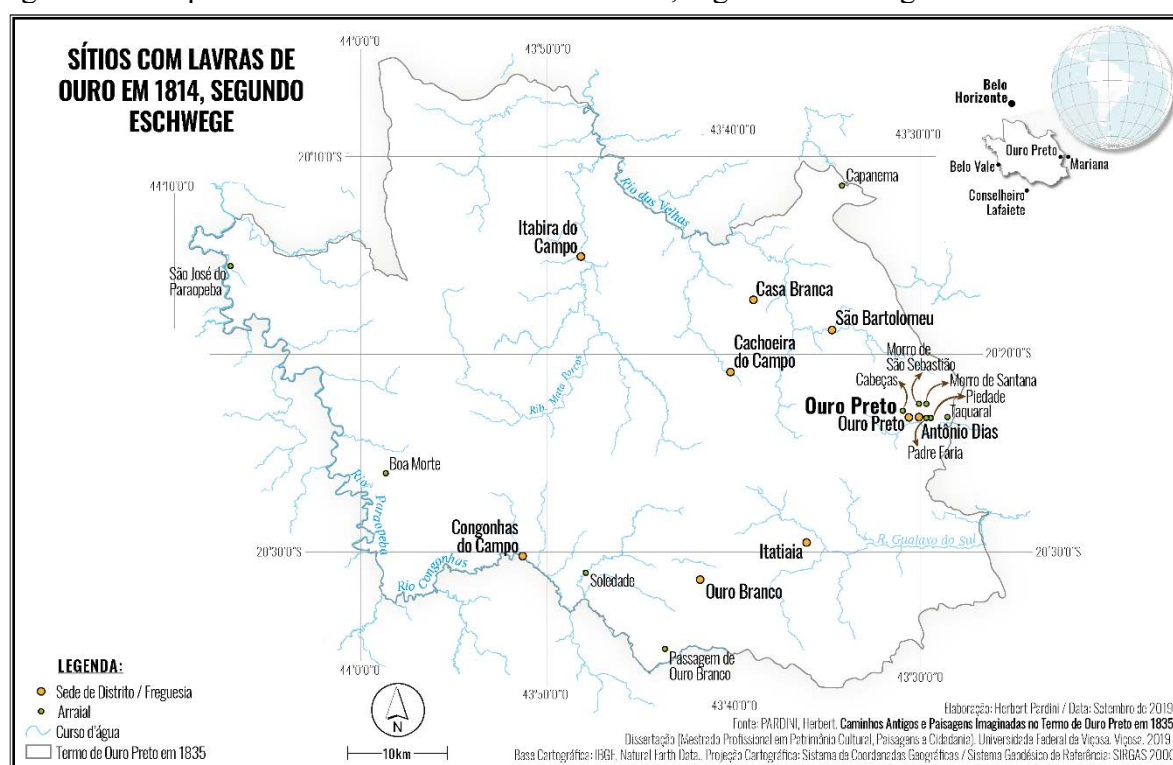 SÍTIOS COM LAVRAS DE
OURO EM 1814, SEGUNDO
ESCHWEGE
44°0'0"O
43°50'0"O
43°40'0"O
43°30'0"O
Belo
Horizonte
Ouro Preto
Mariana
Belo Vale
Conselheiro
Lafaiete
20°10'0"S
44°10'0"O
Capanema
Rio das Velhas
Itabira do
Campo
São José do
Paraopeba
Casa Branca
São Bartolomeu
20°20'0"S
Cachoeira
do Campo
Morro de
São Sebastião
Cabeças
Morro de Santana
Piedade
Taquaral
Ouro Preto
Ouro Preto
Antônio Dias
Padre Faria
Rib. Mata Porcos
Boa Morte
Rio Paraopeba
Congonhas
do Campo
Itatiaia
R. Gualaxo do Sul
20°30'0"S
20°30'0"S
Rio Congonhas
Soledade
Ouro Branco
Passagem de
Ouro Branco
44°0'0"O
43°50'0"O
43°40'0"O
43°30'0"O
LEGENDA:
Sede de Distrito / Freguesia
Arraial
Curso d'água
Termo de Ouro Preto em 1835
N
10km
Elaboração: Herbert Pardini / Data: Setembro de 2019
Fonte: PARDINI, Herbert. Caminhos Antigos e Paisagens Imaginadas no Termo de Ouro Preto em 1835
Dissertação (Mestrado Profissional em Patrimônio Cultural, Paisagens e Cidadania). Universidade Federal de Viçosa. Viçosa. 2019
Base Cartográfica: IBGE, Natural Earth Data.. Projeção Cartográfica: Sistema de Coordenadas Geográficas / Sistema Geodésico de Referência: SIRGAS 2000